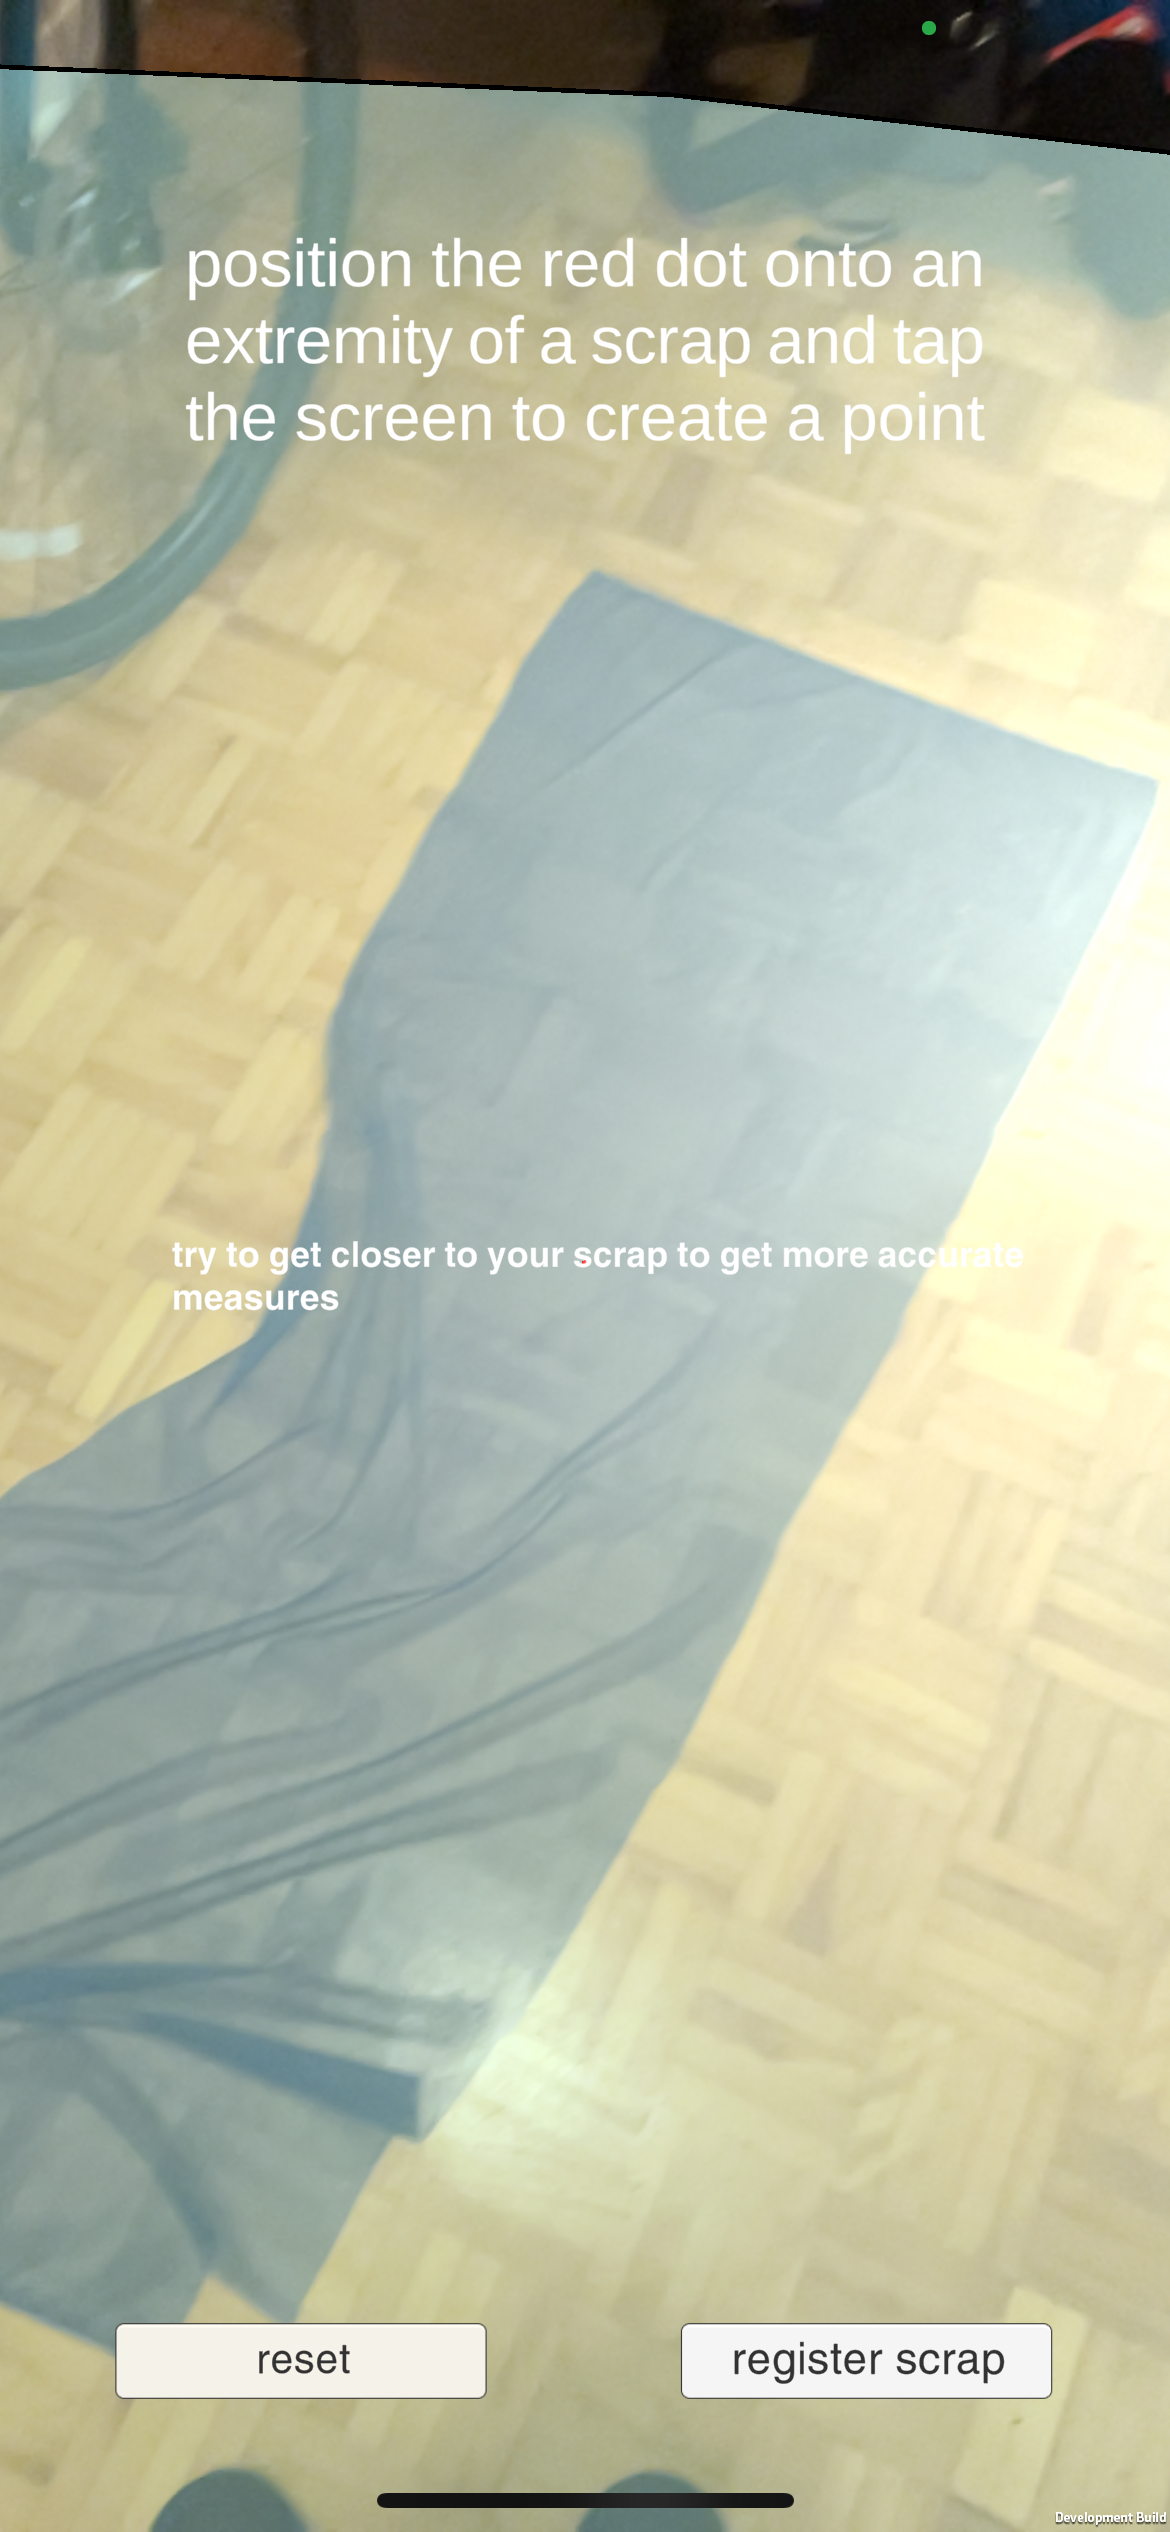 position the red dot onto an
extremity of a scrap and tap
the screen to create a point
try to get closer to your scrap to get more accurate
measures
reset
register scrap
Development Build